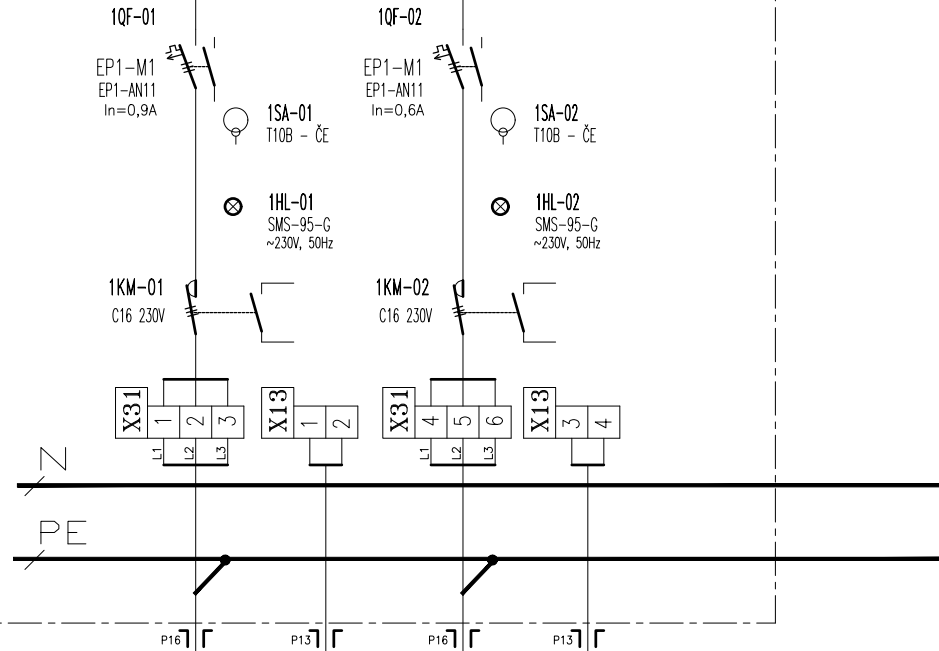 1QF-01
EP1-M1
EP1-AN11
In=0,9A
1SA-01
T10B - ČE
1HL-01
SMS-95-G
~230V, 50Hz
1KM-01
C16 230V
X31
1
2
3
L1
L2
L3
X13
1
2
1QF-02
EP1-M1
EP1-AN11
In=0,6A
1SA-02
T10B - ČE
1HL-02
SMS-95-G
~230V, 50Hz
1KM-02
C16 230V
X31
4
5
6
L1
L2
L3
X13
3
4
N
PE
P16
P13
P16
P13